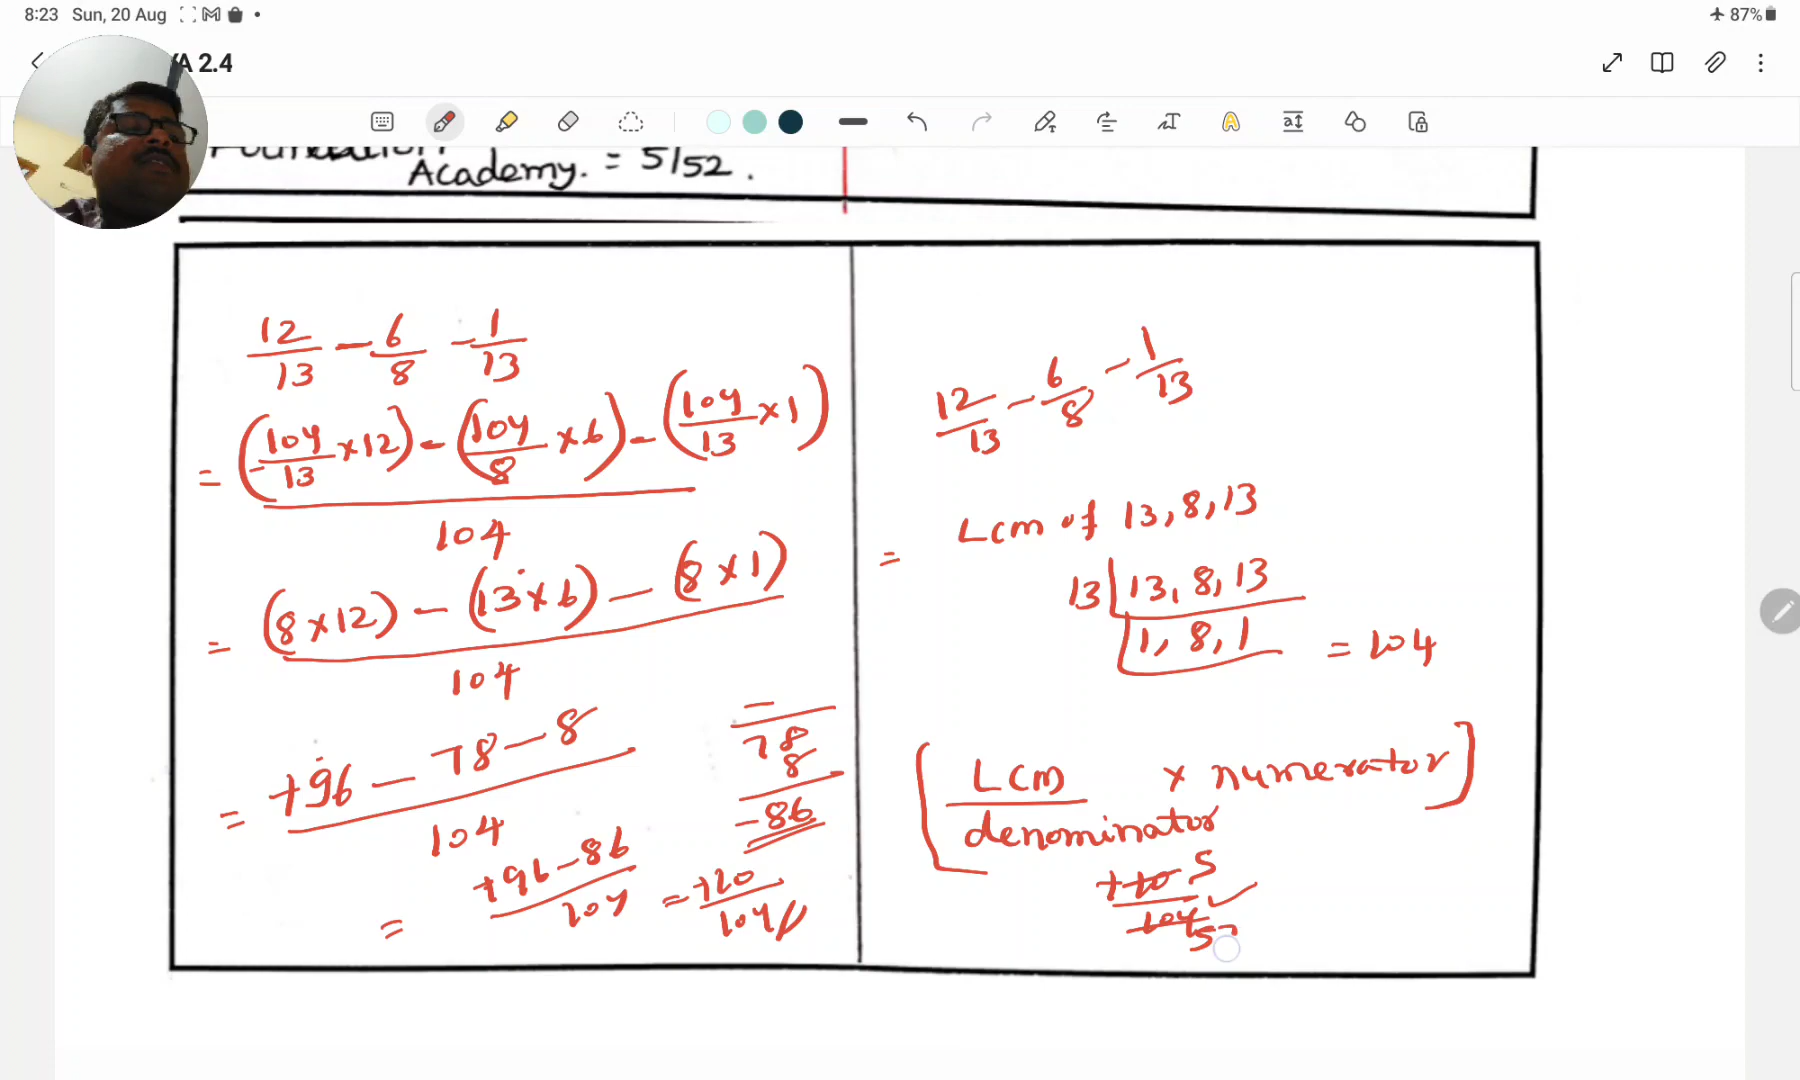 8:23 Sun, 20 Aug
87%
A 2.4
Foundation
Academy. = 5/52.
12/13 - 6/8 - 1/13
= (104/13 × 12) - (104/8 × 6) - (104/13 × 1)
104
= (8 × 12) - (13 × 6) - (8 × 1)
104
= +96 - 78 - 8
104
-
78
8
-86
= +96 - 86 / 104 = +20 / 104
12/13 - 6/8 - 1/13
= Lcm of 13, 8, 13
13 | 13, 8, 13
1, 8, 1 = 104
[Lcm / denominator × numerator]
+10 5
104 52